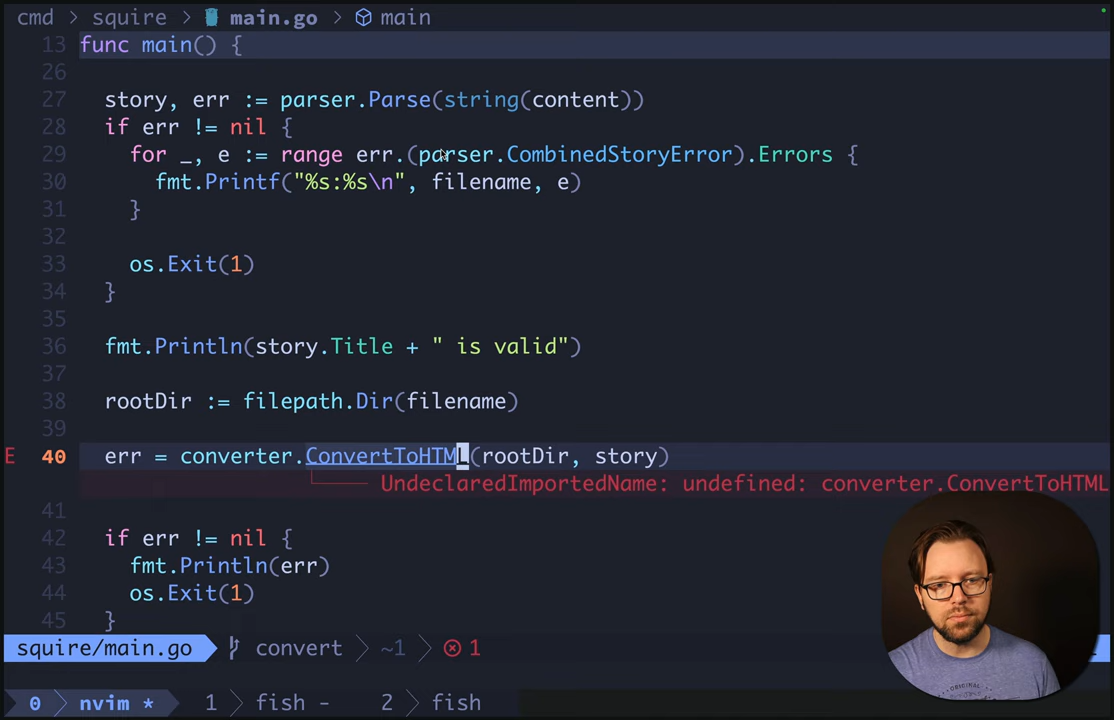 cmd > squire > main.go > main
13 func main() {
26
27 story, err := parser.Parse(string(content))
28 if err != nil {
29 for _, e := range err.(parser.CombinedStoryError).Errors {
30 fmt.Printf("%s:%s\n", filename, e)
31 }
32
33 os.Exit(1)
34 }
35
36 fmt.Println(story.Title + " is valid")
37
38 rootDir := filepath.Dir(filename)
39
E 40 err = converter.ConvertToHTML(rootDir, story)
UndeclaredImportedName: undefined: converter.ConvertToHTML
41
42 if err != nil {
43 fmt.Println(err)
44 os.Exit(1)
45 }
squire/main.go convert ~1 1
0 nvim * 1 fish - 2 fish